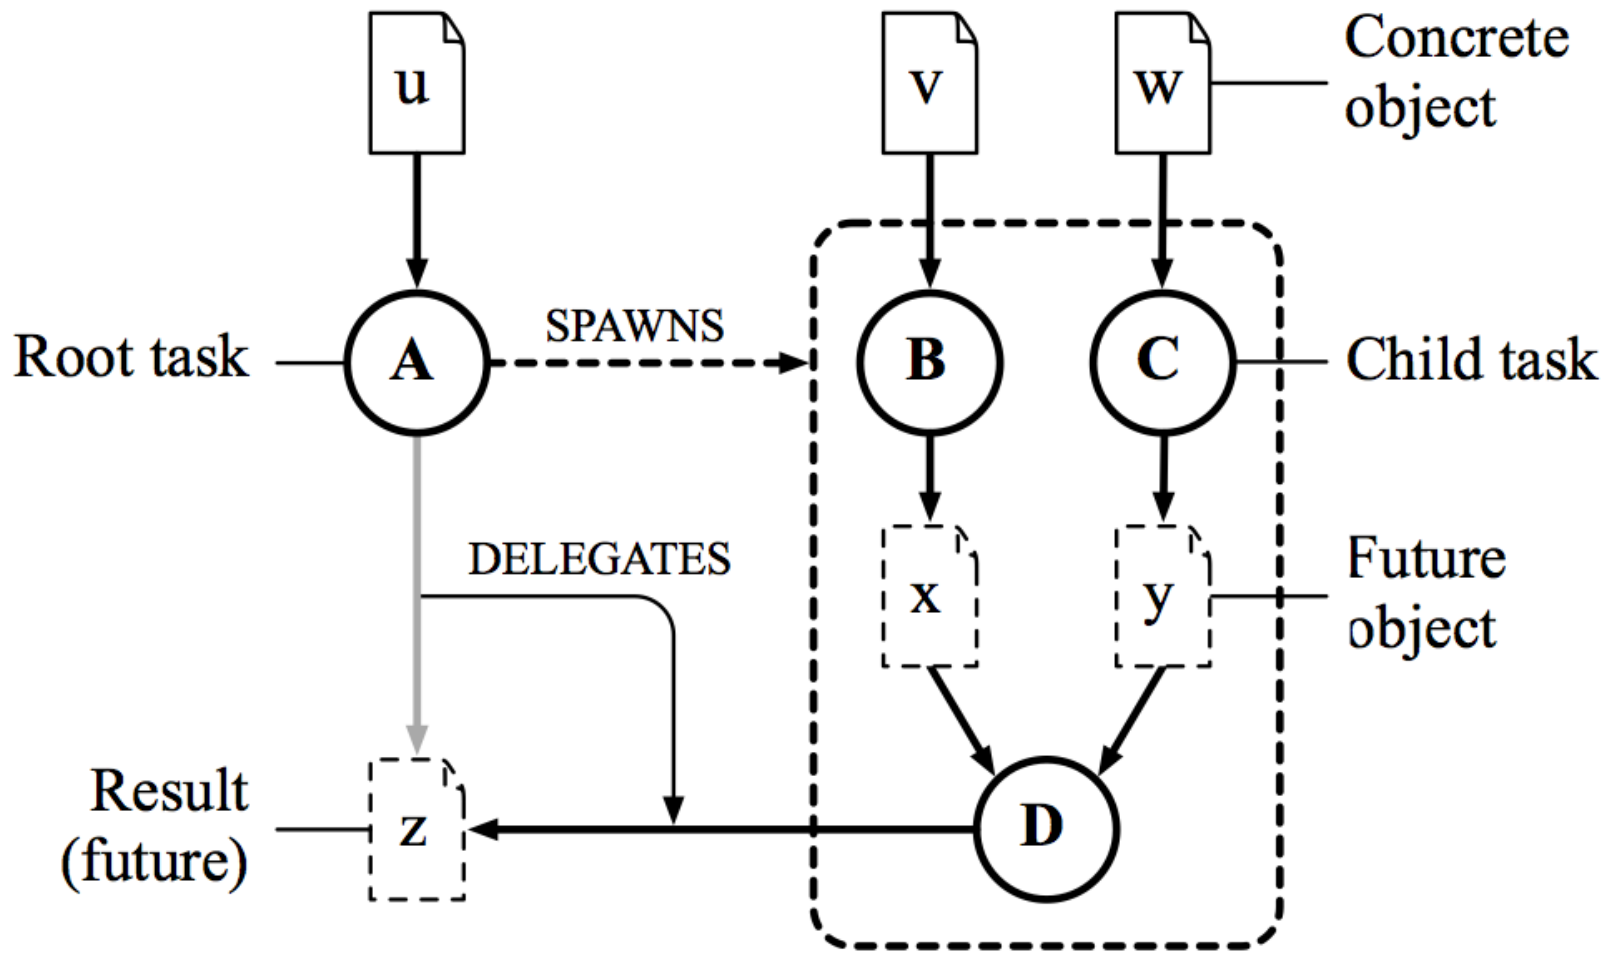 u
v
w
Concrete
object
Root task
A
SPAWNS
B
C
Child task
DELEGATES
x
y
Future
object
Result
(future)
z
D